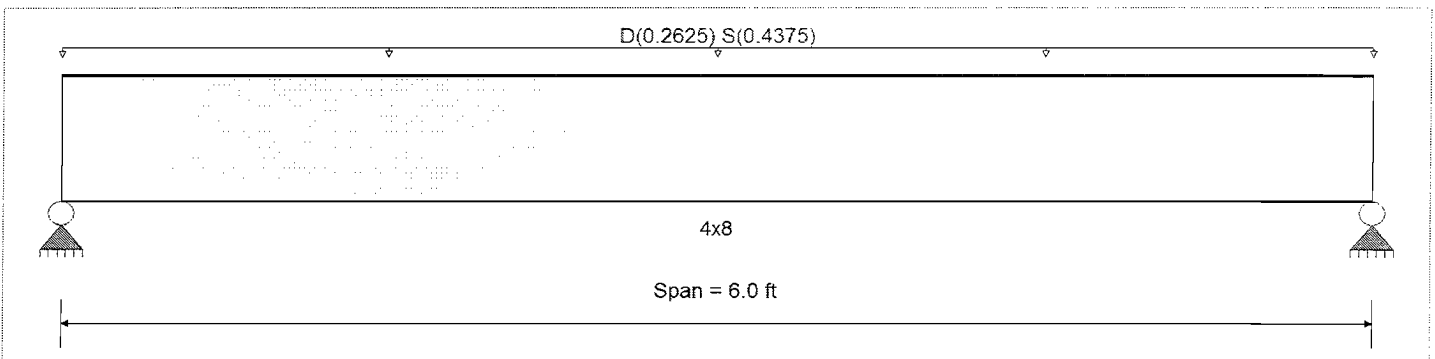 D(0.2625) S(0.4375)
4x8
Span = 6.0 ft